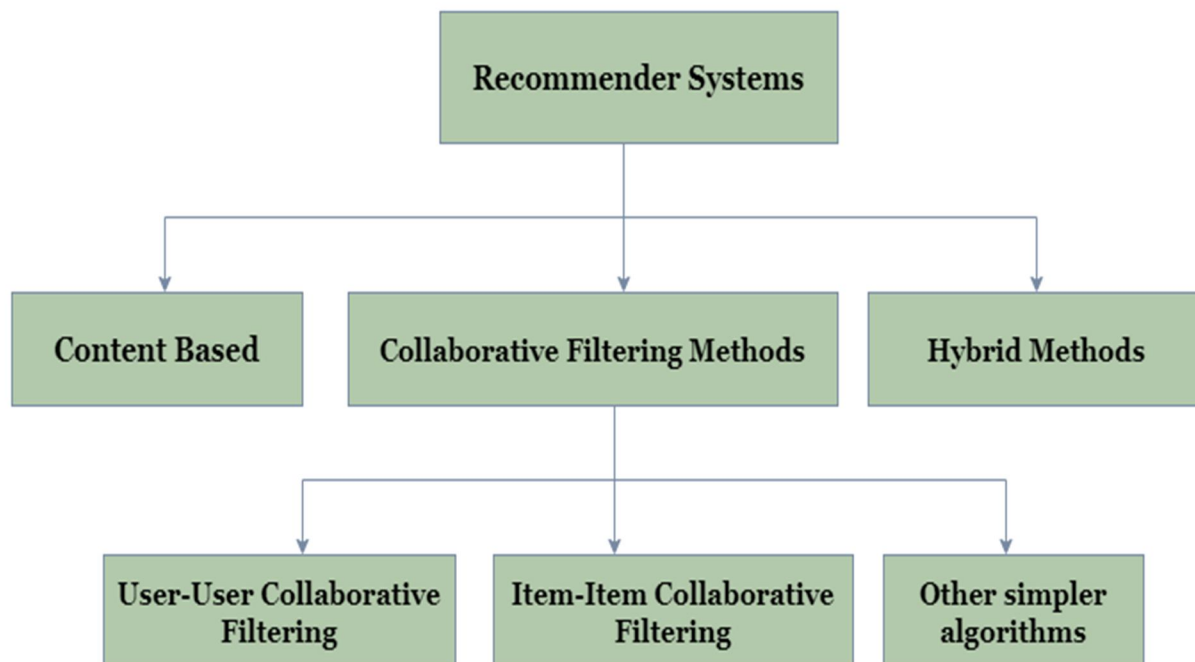 Recommender Systems
Content Based
Collaborative Filtering Methods
Hybrid Methods
User-User Collaborative
Filtering
Item-Item Collaborative
Filtering
Other simpler
algorithms